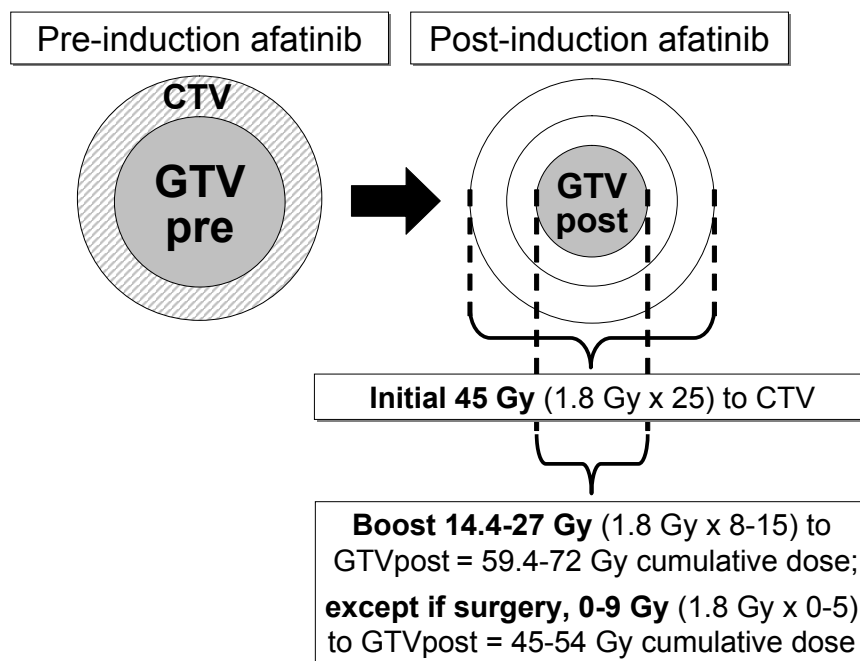 Pre-induction afatinib
Post-induction afatinib
CTV
GTV
pre
GTV
post
Initial 45 Gy (1.8 Gy x 25) to CTV
Boost 14.4-27 Gy (1.8 Gy x 8-15) to
GTVpost = 59.4-72 Gy cumulative dose;
except if surgery, 0-9 Gy (1.8 Gy x 0-5)
to GTVpost = 45-54 Gy cumulative dose